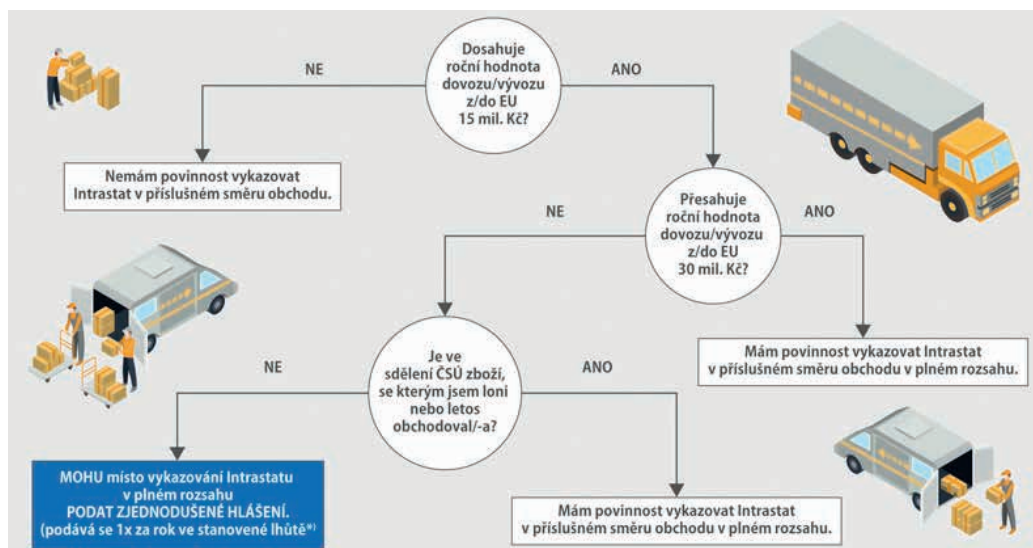 Dosahuje
roční hodnota
dovozu/vývozu
z/do EU
15 mil. Kč?
NE
ANO
Nemám povinnost vykazovat
Intrastat v příslušném směru obchodu.
Přesahuje
roční hodnota
dovozu/vývozu
z/do EU
30 mil. Kč?
NE
ANO
Je ve
sdělení ČSÚ zboží,
se kterým jsem loni
nebo letos
obchodoval/-a?
Mám povinnost vykazovat Intrastat
v příslušném směru obchodu v plném rozsahu.
NE
ANO
MOHU místo vykazování Intrastatu
v plném rozsahu
PODAT ZJEDNODUŠENÉ HLÁŠENÍ.
(podává se 1x za rok ve stanovené lhůtě*)
Mám povinnost vykazovat Intrastat
v příslušném směru obchodu v plném rozsahu.